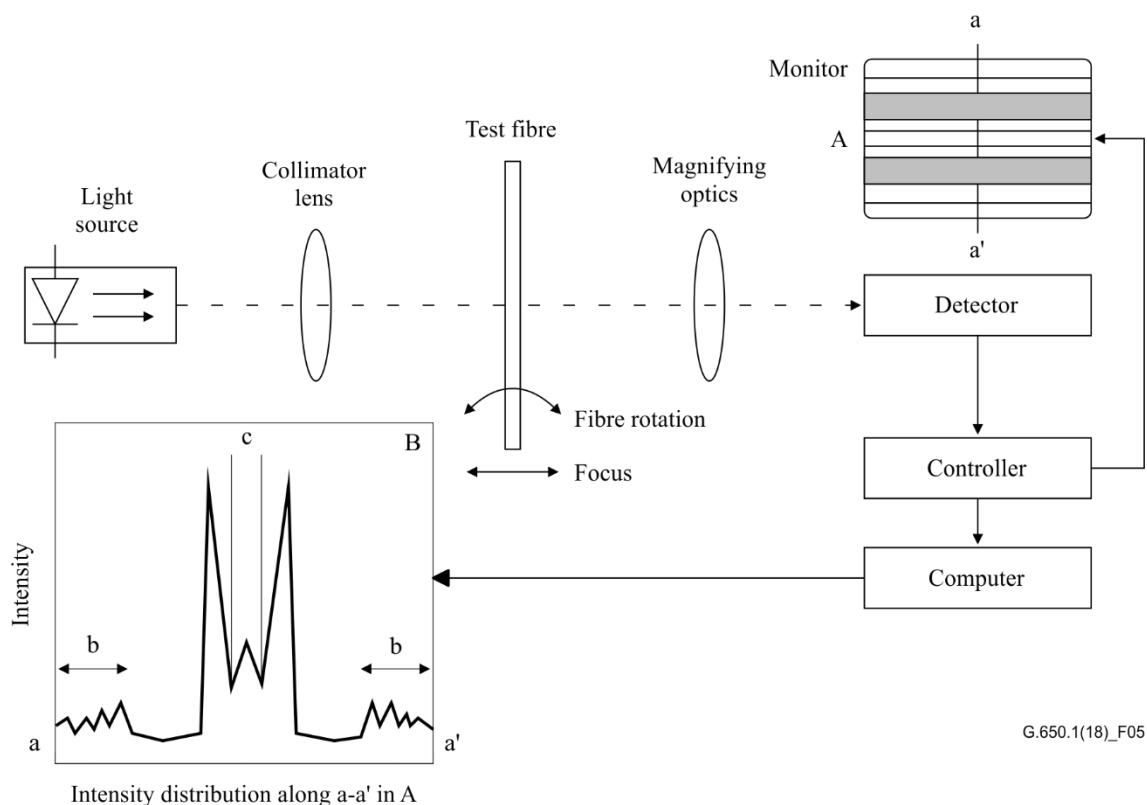 a
Monitor
A
a'
Test fibre
Collimator
lens
Magnifying
optics
Light
source
Detector
Fibre rotation
Focus
Controller
Computer
B
c
Intensity
b
b
a
a'
Intensity distribution along a-a' in A
G.650.1(18)_F05